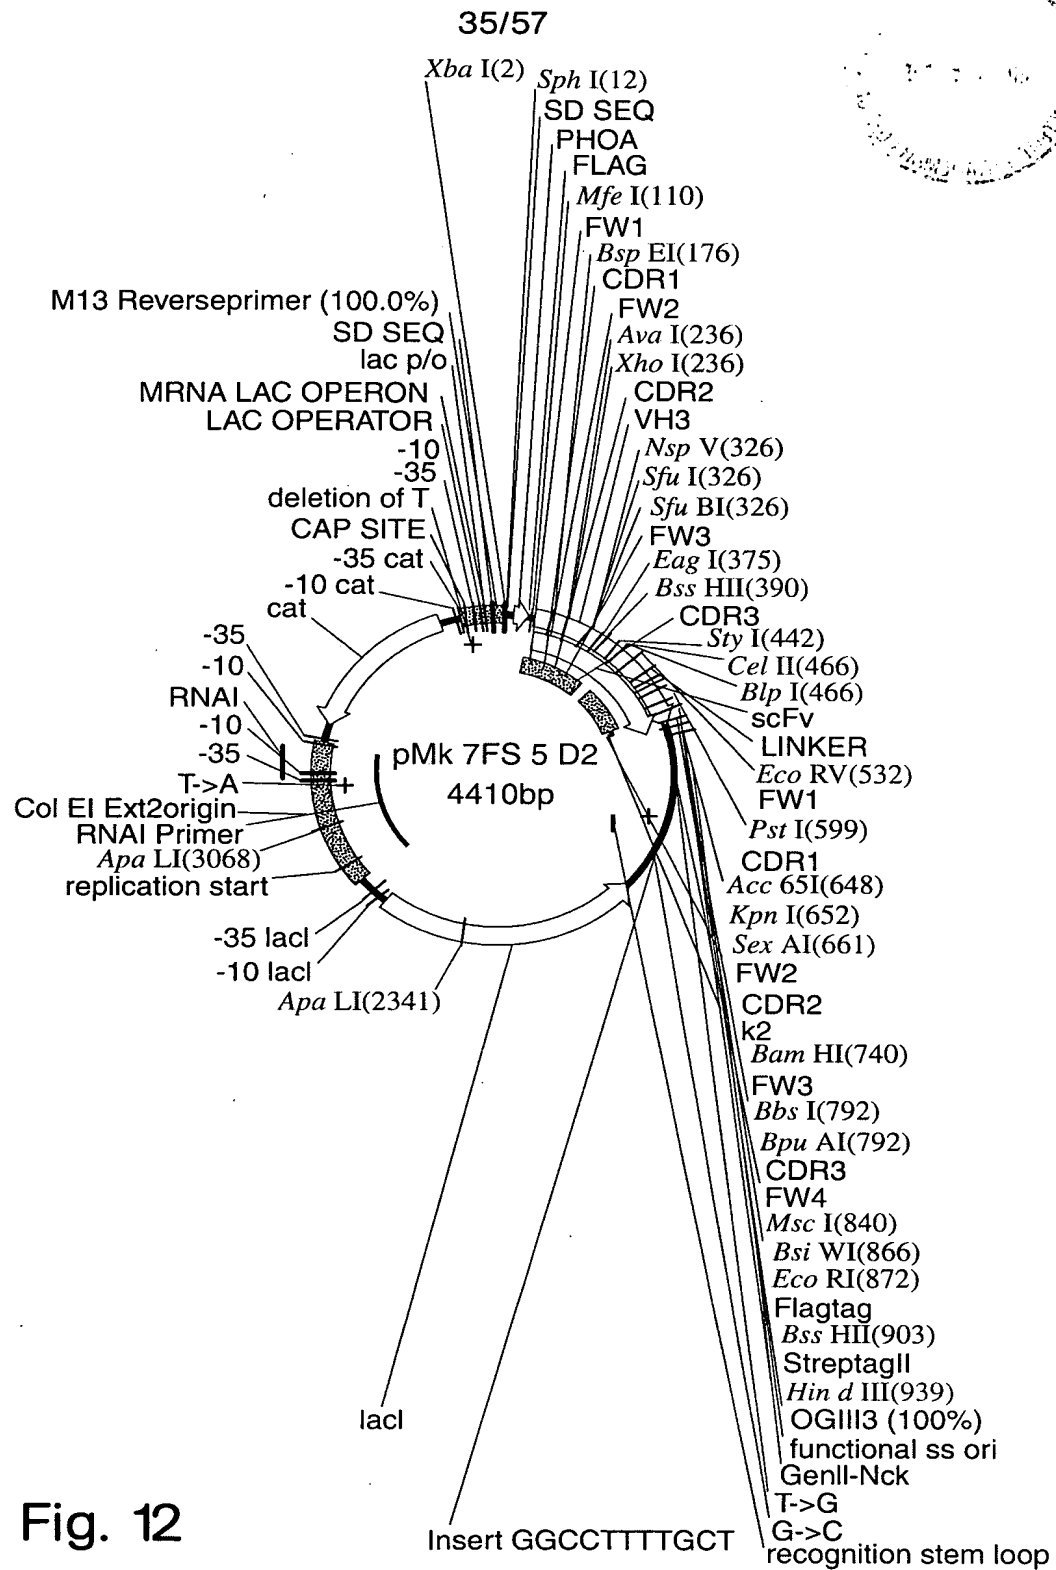 35/57
Xba I(2)
Sph I(12)
SD SEQ
PHOA
FLAG
Mfe I(110)
FW1
Bsp EI(176)
CDR1
FW2
Ava I(236)
Xho I(236)
CDR2
VH3
Nsp V(326)
Sfu I(326)
Sfu BI(326)
FW3
Eag I(375)
Bss HII(390)
CDR3
Sty I(442)
Cel II(466)
Blp I(466)
scFv
LINKER
Eco RV(532)
FW1
Pst I(599)
CDR1
Acc 65I(648)
Kpn I(652)
Sex AI(661)
FW2
CDR2
k2
Bam HI(740)
FW3
Bbs I(792)
Bpu AI(792)
CDR3
FW4
Msc I(840)
Bsi WI(866)
Eco RI(872)
Flagtag
Bss HII(903)
StreptagII
Hin d III(939)
OGIII3 (100%)
functional ss ori
GenII-Nck
T->G
G->C
recognition stem loop
M13 Reverseprimer (100.0%)
SD SEQ
lac p/o
MRNA LAC OPERON
LAC OPERATOR
-10
-35
deletion of T
CAP SITE
-35 cat
-10 cat
cat
-35
-10
RNAI
-10
-35
T->A
Col EI Ext2origin
RNAI Primer
Apa LI(3068)
replication start
-35 lacI
-10 lacI
Apa LI(2341)
pMk 7FS 5 D2
4410bp
lacI
Insert GGCCTTTTGCT
Fig. 12